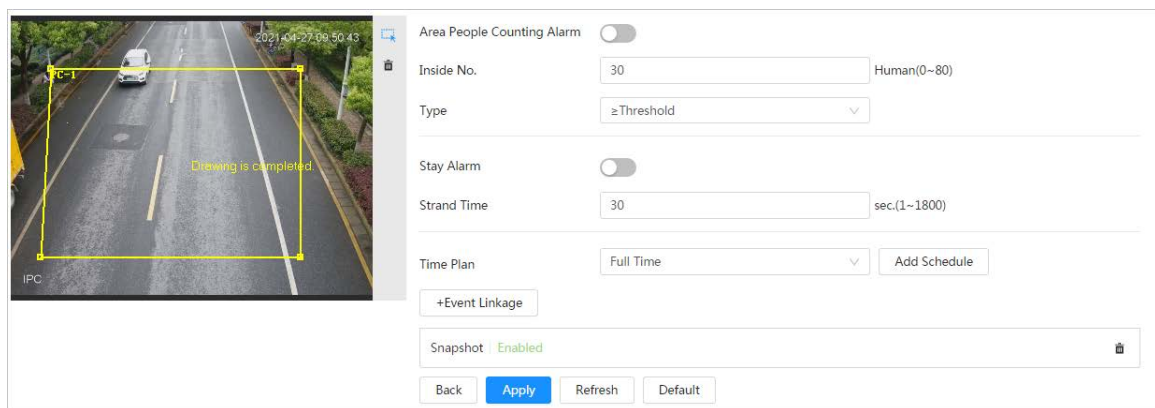 2021-04-27 09:50:43
PC-1
Drawing is completed.
IPC
Area People Counting Alarm
Inside No. 30 Human(0~80)
Type ≥Threshold
Stay Alarm
Strand Time 30 sec.(1~1800)
Time Plan Full Time Add Schedule
+Event Linkage
Snapshot Enabled
Back Apply Refresh Default